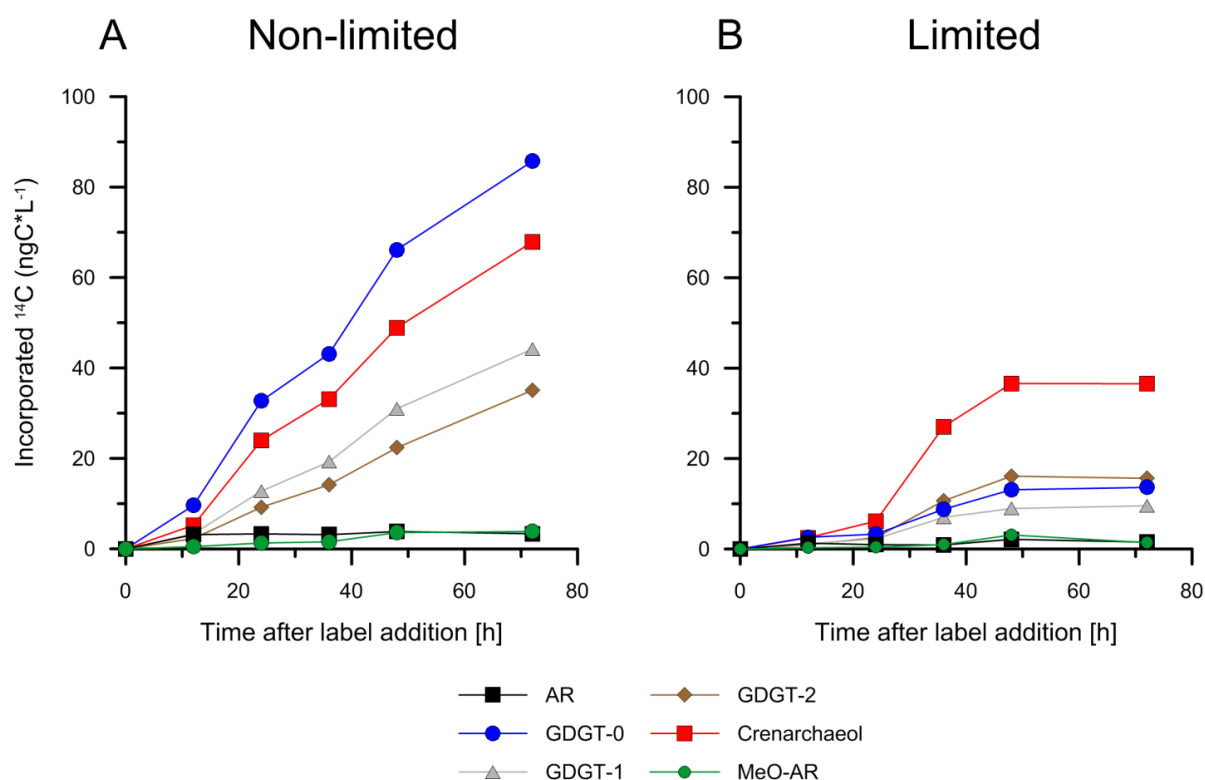 A Non-limited
B Limited
Incorporated ¹⁴C (ngC*L⁻¹)
100
80
60
40
20
0
0 20 40 60 80
Time after label addition [h]
100
80
60
40
20
0
0 20 40 60 80
Time after label addition [h]
AR
GDGT-0
GDGT-1
GDGT-2
Crenarchaeol
MeO-AR